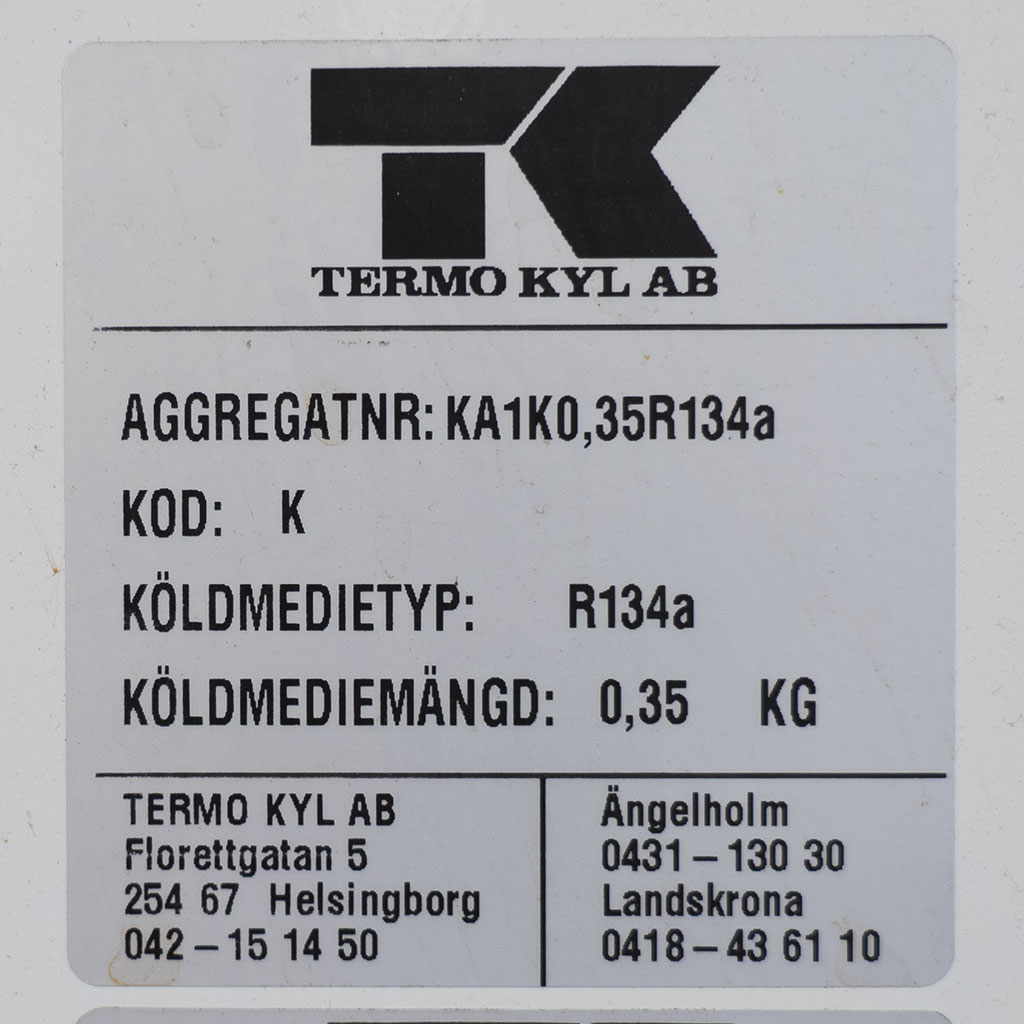 TK
TERMO KYL AB
AGGREGATNR: KA1K0,35R134a
KOD: K
KÖLDMEDIETYP: R134a
KÖLDMEDIEMÄNGD: 0,35 KG
TERMO KYL AB
Florettgatan 5
254 67 Helsingborg
042 – 15 14 50
Ängelholm
0431 – 130 30
Landskrona
0418 – 43 61 10